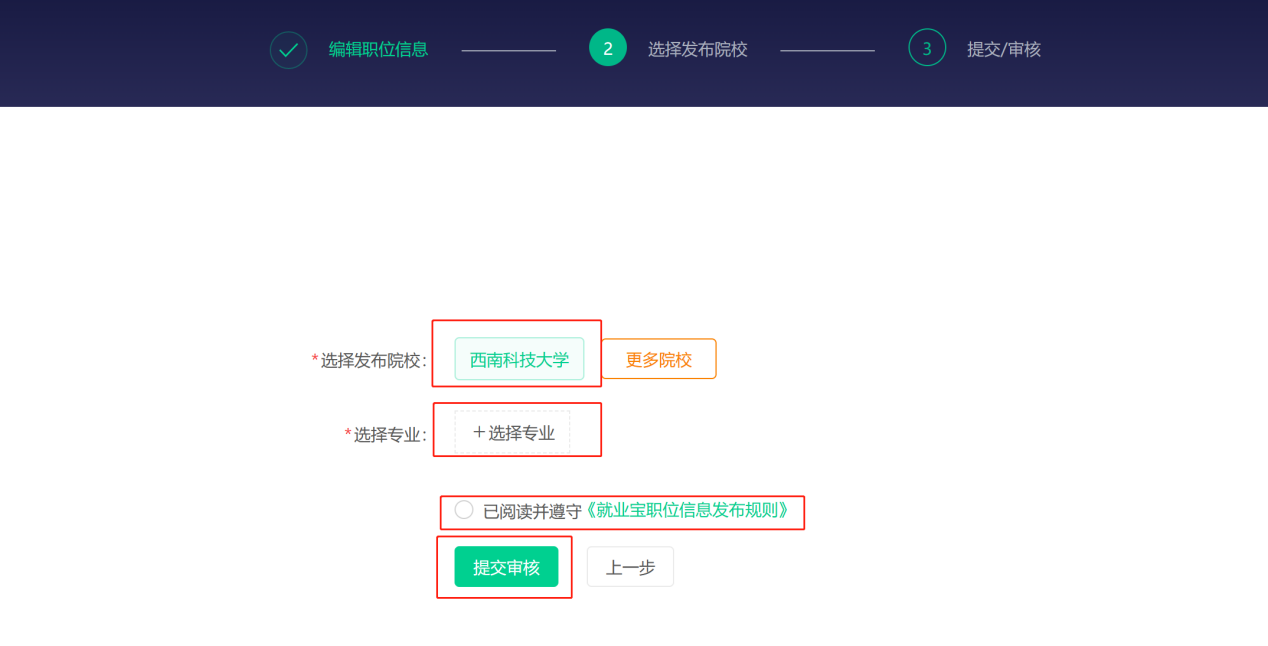 编辑职位信息 2 选择发布院校 3 提交/审核
*选择发布院校: 西南科技大学 更多院校
*选择专业: +选择专业
已阅读并遵守《就业宝职位信息发布规则》
提交审核 上一步